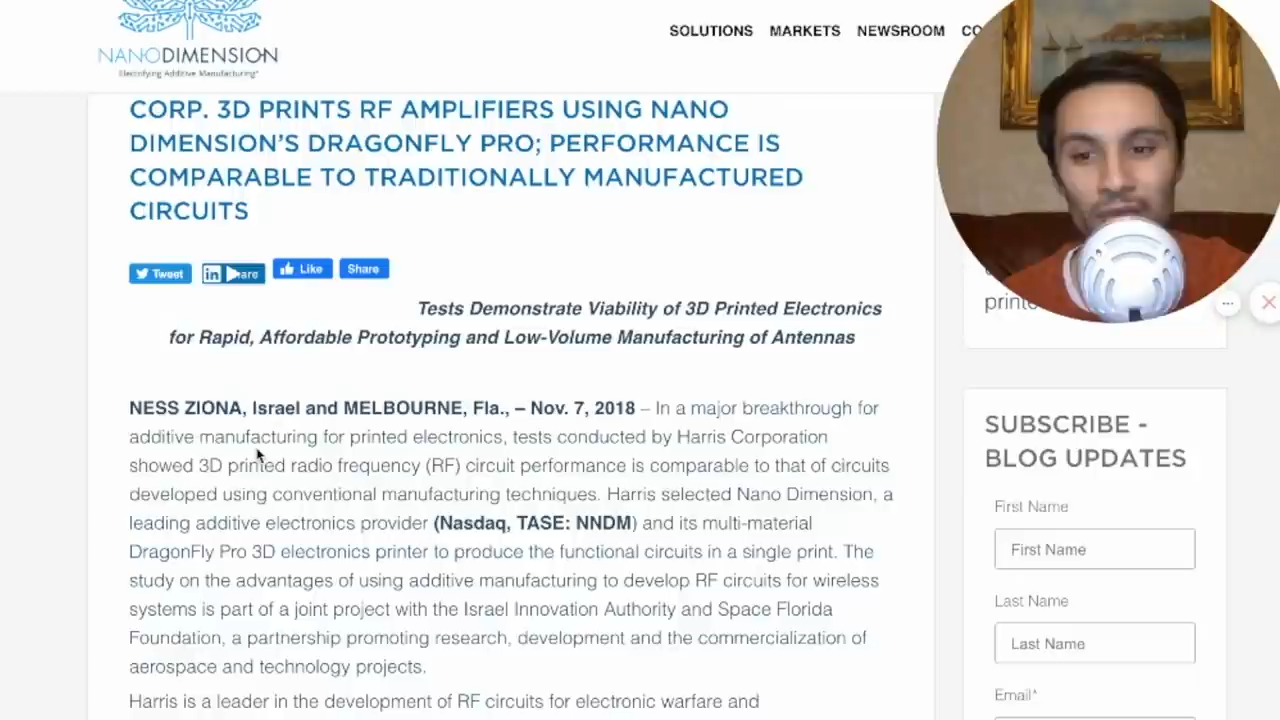 NANODIMENSION
Electrifying Additive Manufacturing®
SOLUTIONS MARKETS NEWSROOM CO
CORP. 3D PRINTS RF AMPLIFIERS USING NANO
DIMENSION'S DRAGONFLY PRO; PERFORMANCE IS
COMPARABLE TO TRADITIONALLY MANUFACTURED
CIRCUITS
Tweet in are Like Share
Tests Demonstrate Viability of 3D Printed Electronics
for Rapid, Affordable Prototyping and Low-Volume Manufacturing of Antennas
NESS ZIONA, Israel and MELBOURNE, Fla., – Nov. 7, 2018 – In a major breakthrough for
additive manufacturing for printed electronics, tests conducted by Harris Corporation
showed 3D printed radio frequency (RF) circuit performance is comparable to that of circuits
developed using conventional manufacturing techniques. Harris selected Nano Dimension, a
leading additive electronics provider (Nasdaq, TASE: NNDM) and its multi-material
DragonFly Pro 3D electronics printer to produce the functional circuits in a single print. The
study on the advantages of using additive manufacturing to develop RF circuits for wireless
systems is part of a joint project with the Israel Innovation Authority and Space Florida
Foundation, a partnership promoting research, development and the commercialization of
aerospace and technology projects.
Harris is a leader in the development of RF circuits for electronic warfare and
SUBSCRIBE -
BLOG UPDATES
First Name
First Name
Last Name
Last Name
Email*